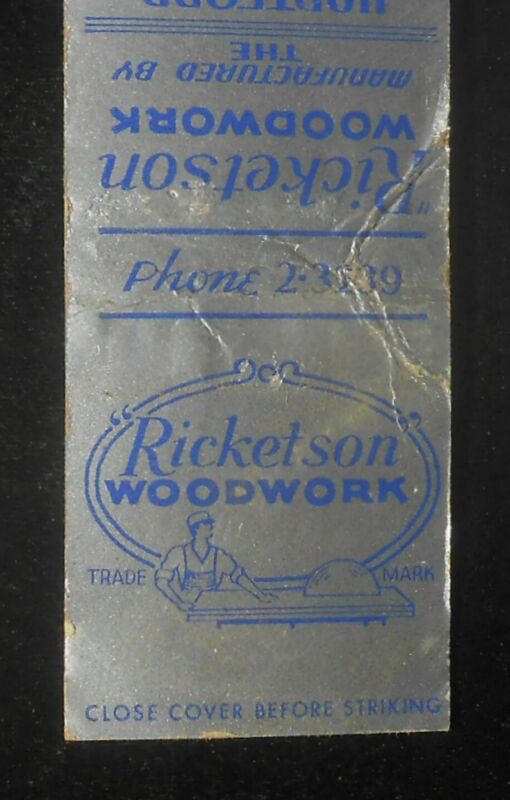 "Ricketson"
WOODWORK
TRADE MARK
CLOSE COVER BEFORE STRIKING
Phone
"Ricketson
WOODWORK
MANUFACTURED BY
THE